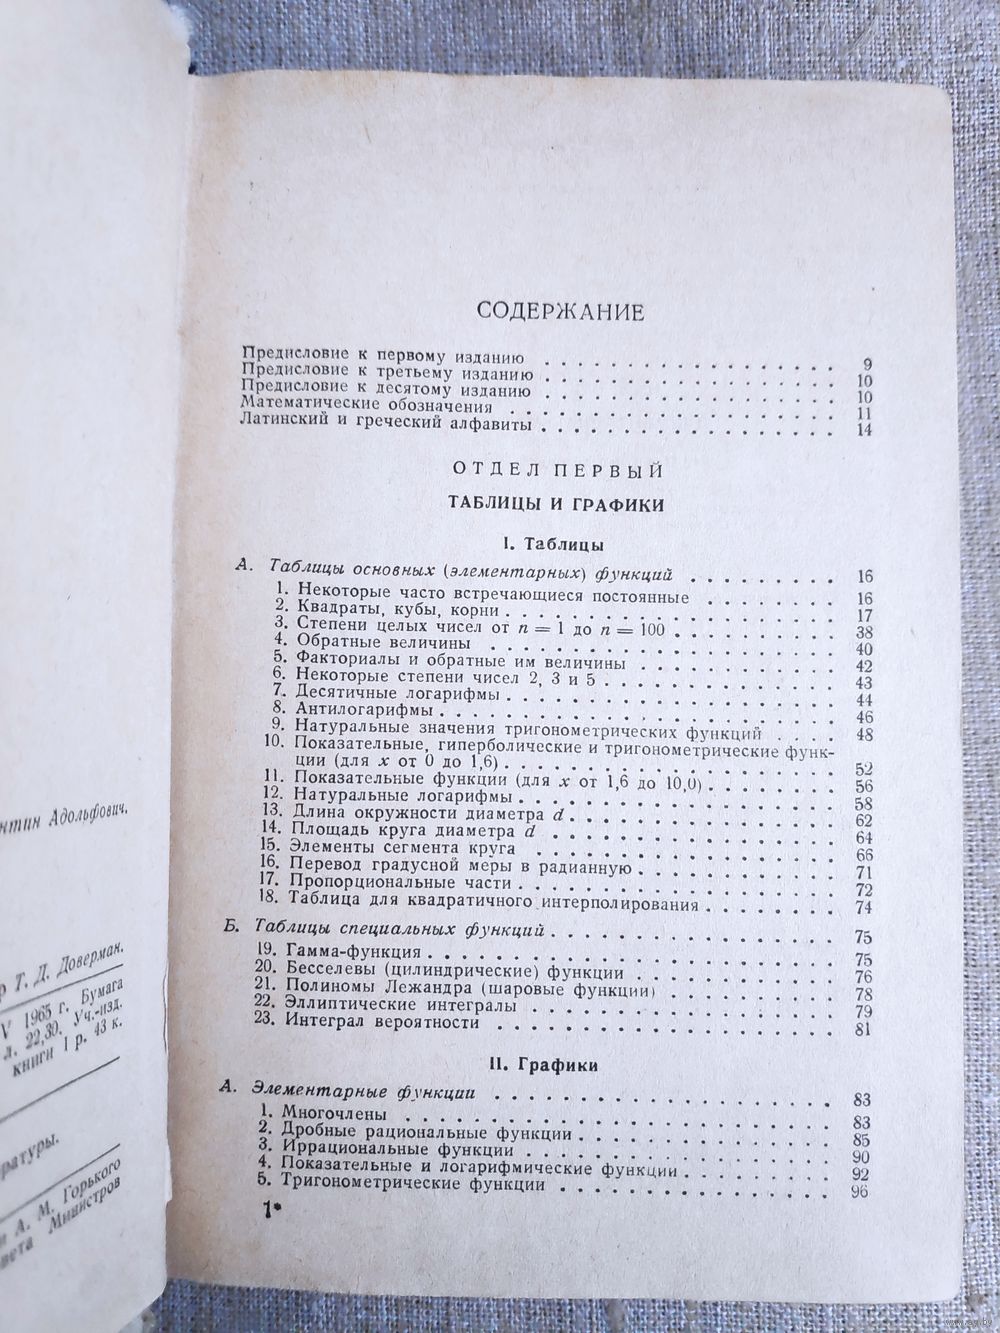 нтин Адольфович.
р Т. Д. Доверман.
V 1965 г. Бумага
л. 22,30. Уч.-изд.
книги 1 р. 43 к.
ратуры.
и А. М. Горького
вета Министров
СОДЕРЖАНИЕ
Предисловие к первому изданию . . . . . . . . . . . . . . . 9
Предисловие к третьему изданию . . . . . . . . . . . . . . . 10
Предисловие к десятому изданию . . . . . . . . . . . . . . . 10
Математические обозначения . . . . . . . . . . . . . . . . . 11
Латинский и греческий алфавиты . . . . . . . . . . . . . . . 14
ОТДЕЛ ПЕРВЫЙ
ТАБЛИЦЫ И ГРАФИКИ
I. Таблицы
А. Таблицы основных (элементарных) функций . . . . . . . . . 16
1. Некоторые часто встречающиеся постоянные . . . . . . . 16
2. Квадраты, кубы, корни . . . . . . . . . . . . . . . . . 17
3. Степени целых чисел от n = 1 до n = 100 . . . . . . . . . 38
4. Обратные величины . . . . . . . . . . . . . . . . . . 40
5. Факториалы и обратные им величины . . . . . . . . . . 42
6. Некоторые степени чисел 2, 3 и 5 . . . . . . . . . . . . 43
7. Десятичные логарифмы . . . . . . . . . . . . . . . . . 44
8. Антилогарифмы . . . . . . . . . . . . . . . . . . . . . 46
9. Натуральные значения тригонометрических функций . . . . 48
10. Показательные, гиперболические и тригонометрические функ-
ции (для x от 0 до 1,6) . . . . . . . . . . . . . . . . . 52
11. Показательные функции (для x от 1,6 до 10,0) . . . . . . . 56
12. Натуральные логарифмы . . . . . . . . . . . . . . . . . 58
13. Длина окружности диаметра d . . . . . . . . . . . . . . 62
14. Площадь круга диаметра d . . . . . . . . . . . . . . . 64
15. Элементы сегмента круга . . . . . . . . . . . . . . . . 66
16. Перевод градусной меры в радианную . . . . . . . . . . . 71
17. Пропорциональные части . . . . . . . . . . . . . . . . . 72
18. Таблица для квадратичного интерполирования . . . . . . . 74
Б. Таблицы специальных функций . . . . . . . . . . . . . . . 75
19. Гамма-функция . . . . . . . . . . . . . . . . . . . . . . 75
20. Бесселевы (цилиндрические) функции . . . . . . . . . . . 76
21. Полиномы Лежандра (шаровые функции) . . . . . . . . . 78
22. Эллиптические интегралы . . . . . . . . . . . . . . . . 79
23. Интеграл вероятности . . . . . . . . . . . . . . . . . . 81
II. Графики
А. Элементарные функции . . . . . . . . . . . . . . . . . . 83
1. Многочлены . . . . . . . . . . . . . . . . . . . . . . . 83
2. Дробные рациональные функции . . . . . . . . . . . . . 85
3. Иррациональные функции . . . . . . . . . . . . . . . . 90
4. Показательные и логарифмические функции . . . . . . . . 92
5. Тригонометрические функции . . . . . . . . . . . . . . 96
1*